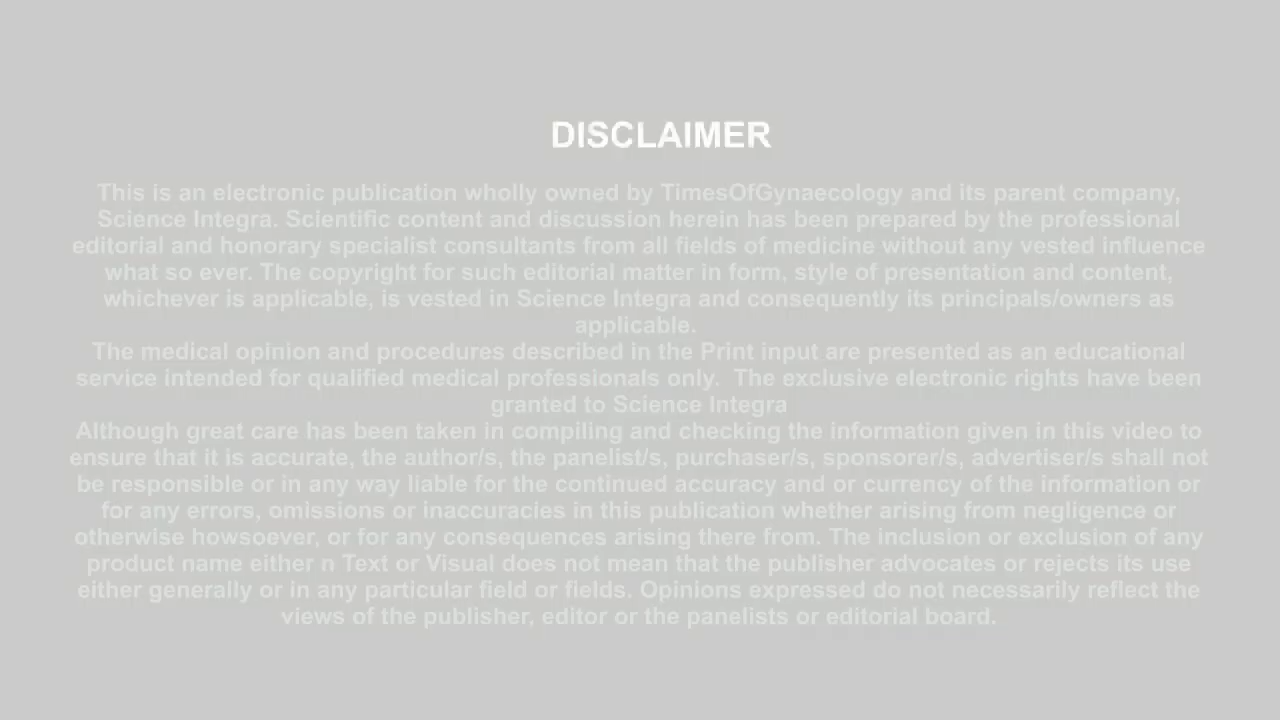 DISCLAIMER
This is an electronic publication wholly owned by TimesOfGynaecology and its parent company,
Science Integra. Scientific content and discussion herein has been prepared by the professional
editorial and honorary specialist consultants from all fields of medicine without any vested influence
what so ever. The copyright for such editorial matter in form, style of presentation and content,
whichever is applicable, is vested in Science Integra and consequently its principals/owners as
applicable.
The medical opinion and procedures described in the Print input are presented as an educational
service intended for qualified medical professionals only.  The exclusive electronic rights have been
granted to Science Integra
Although great care has been taken in compiling and checking the information given in this video to
ensure that it is accurate, the author/s, the panelist/s, purchaser/s, sponsorer/s, advertiser/s shall not
be responsible or in any way liable for the continued accuracy and or currency of the information or
for any errors, omissions or inaccuracies in this publication whether arising from negligence or
otherwise howsoever, or for any consequences arising there from. The inclusion or exclusion of any
product name either n Text or Visual does not mean that the publisher advocates or rejects its use
either generally or in any particular field or fields. Opinions expressed do not necessarily reflect the
views of the publisher, editor or the panelists or editorial board.